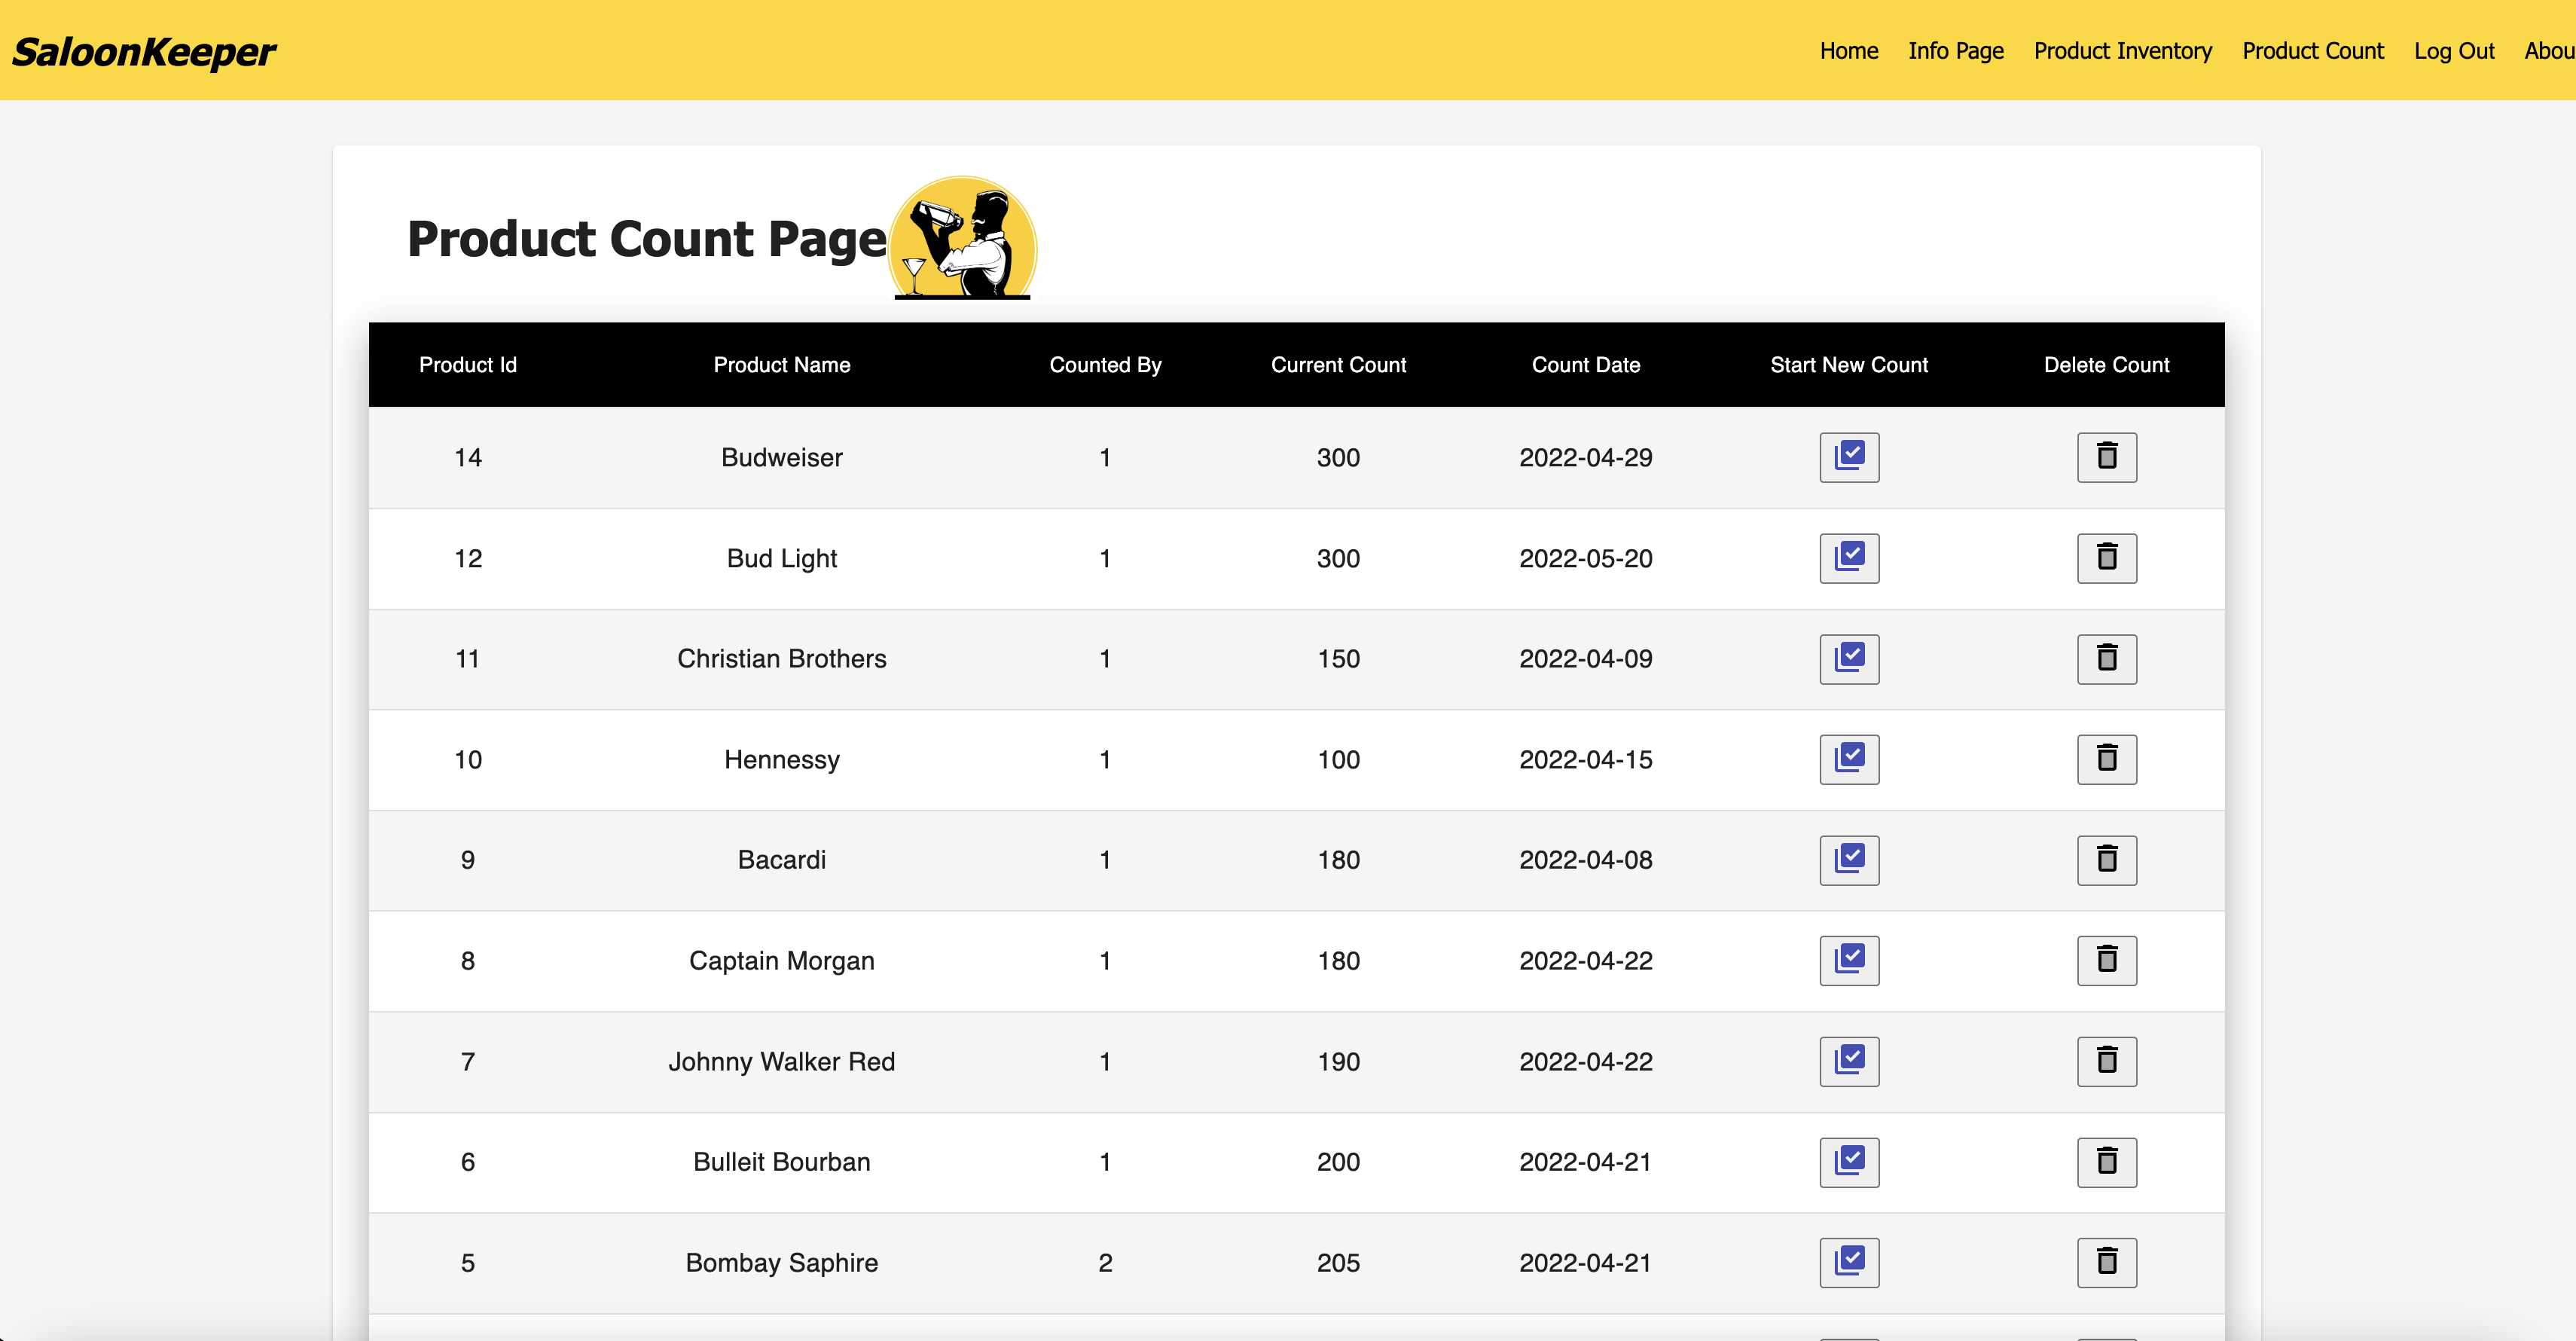 SaloonKeeper
Home Info Page Product Inventory Product Count Log Out Abou
Product Count Page
Product Id Product Name Counted By Current Count Count Date Start New Count Delete Count
14 Budweiser 1 300 2022-04-29
12 Bud Light 1 300 2022-05-20
11 Christian Brothers 1 150 2022-04-09
10 Hennessy 1 100 2022-04-15
9 Bacardi 1 180 2022-04-08
8 Captain Morgan 1 180 2022-04-22
7 Johnny Walker Red 1 190 2022-04-22
6 Bulleit Bourban 1 200 2022-04-21
5 Bombay Saphire 2 205 2022-04-21